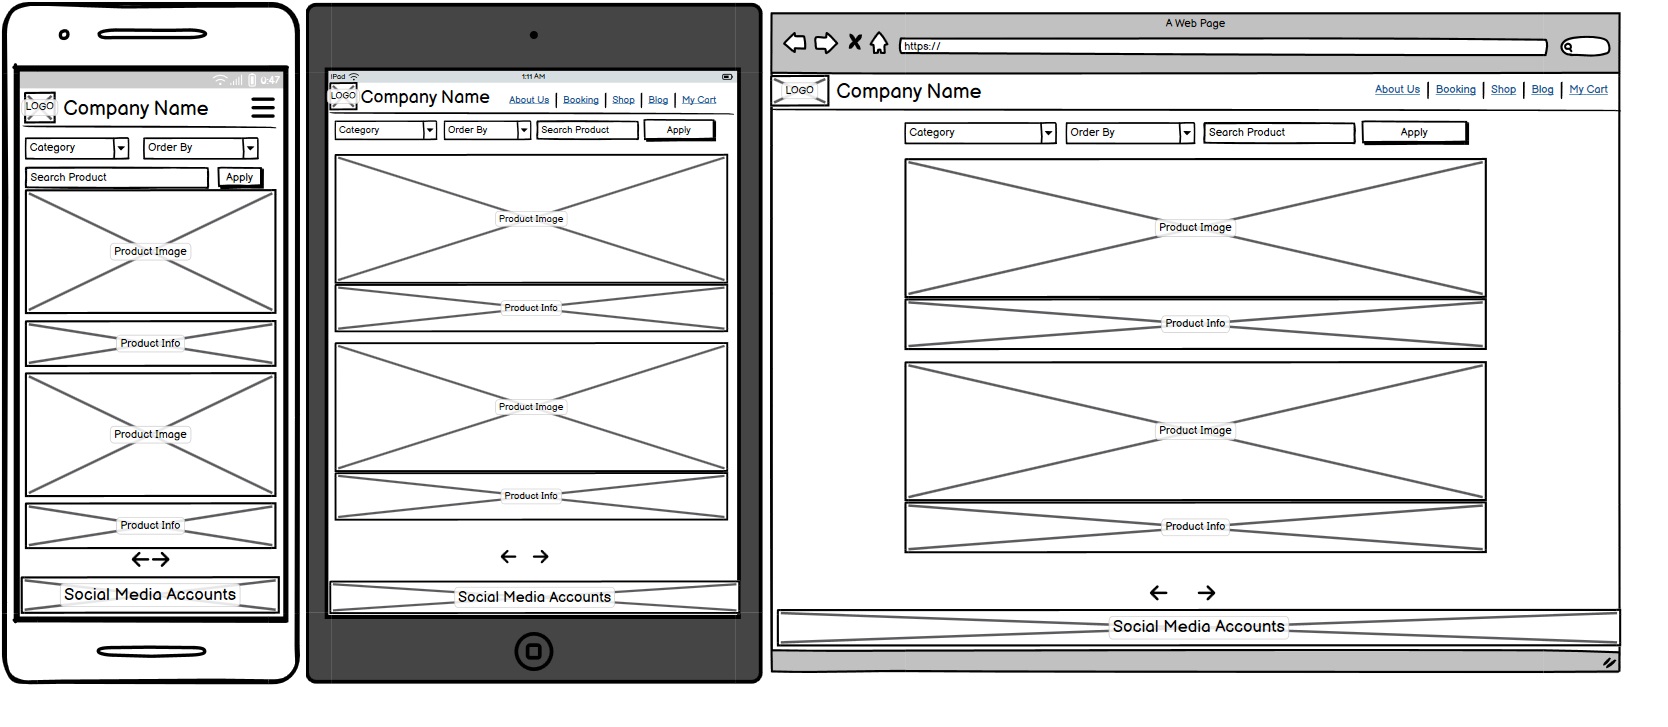 0:47
LOGO Company Name
Category Order By
Search Product Apply
Product Image
Product Info
Product Image
Product Info
Social Media Accounts
iPad 1:11 AM
LOGO Company Name About Us Booking Shop Blog My Cart
Category Order By Search Product Apply
Product Image
Product Info
Product Image
Product Info
Social Media Accounts
A Web Page
https://
LOGO Company Name About Us Booking Shop Blog My Cart
Category Order By Search Product Apply
Product Image
Product Info
Product Image
Product Info
Social Media Accounts